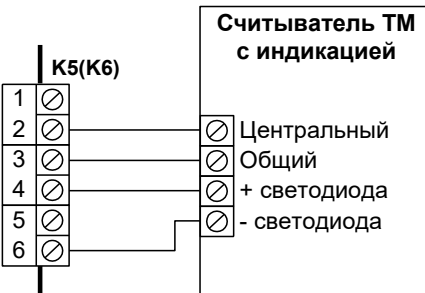 Считыватель ТМ
с индикацией
K5(K6)
1
2
3
4
5
6
Центральный
Общий
+ светодиода
- светодиода